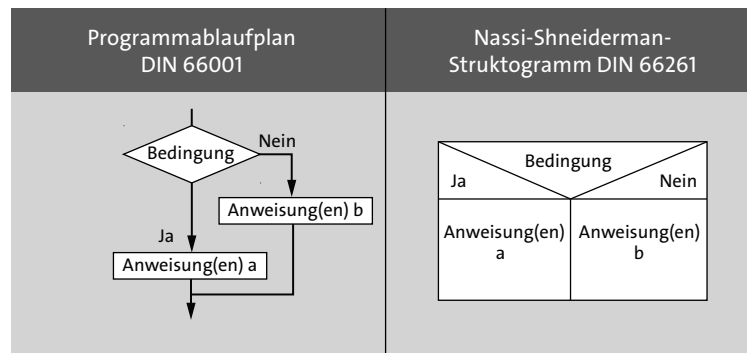 Programmablaufplan
DIN 66001
Nassi-Shneiderman-
Struktogramm DIN 66261
Bedingung
Nein
Anweisung(en) b
Ja
Anweisung(en) a
Bedingung
Ja
Nein
Anweisung(en)
a
Anweisung(en)
b